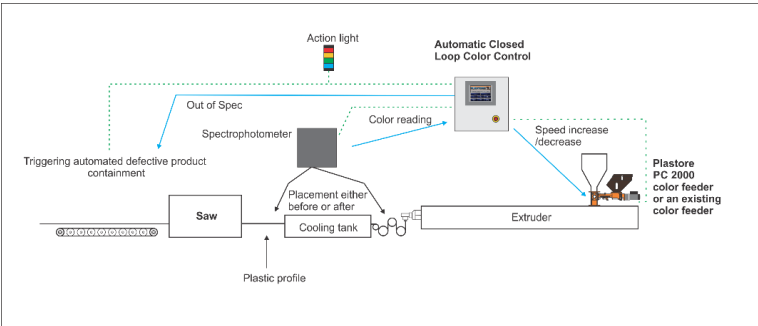 Action light
Automatic Closed
Loop Color Control
Out of Spec
Spectrophotometer
Color reading
Speed increase
/decrease
Triggering automated defective product
containment
Plastore
PC 2000
color feeder
or an existing
color feeder
Placement either
before or after
Saw
Cooling tank
Extruder
Plastic profile